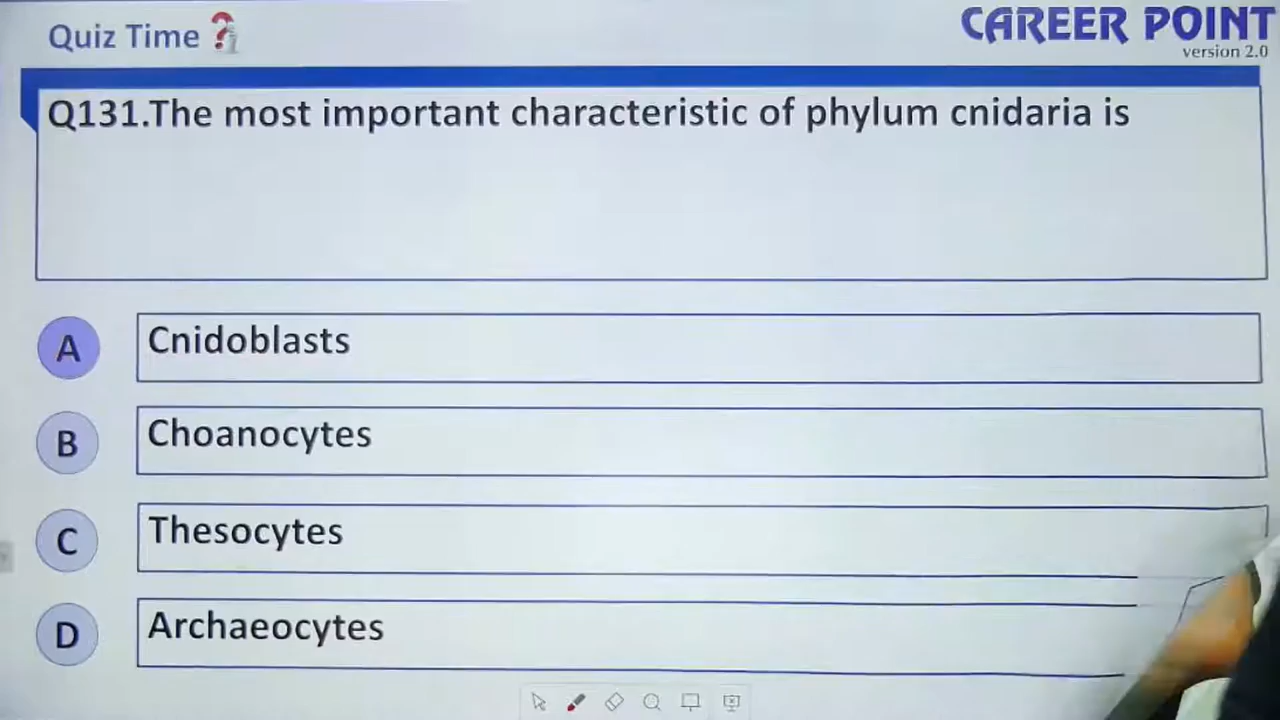 Quiz Time
CAREER POINT
version 2.0
Q131.The most important characteristic of phylum cnidaria is
A Cnidoblasts
B Choanocytes
C Thesocytes
D Archaeocytes